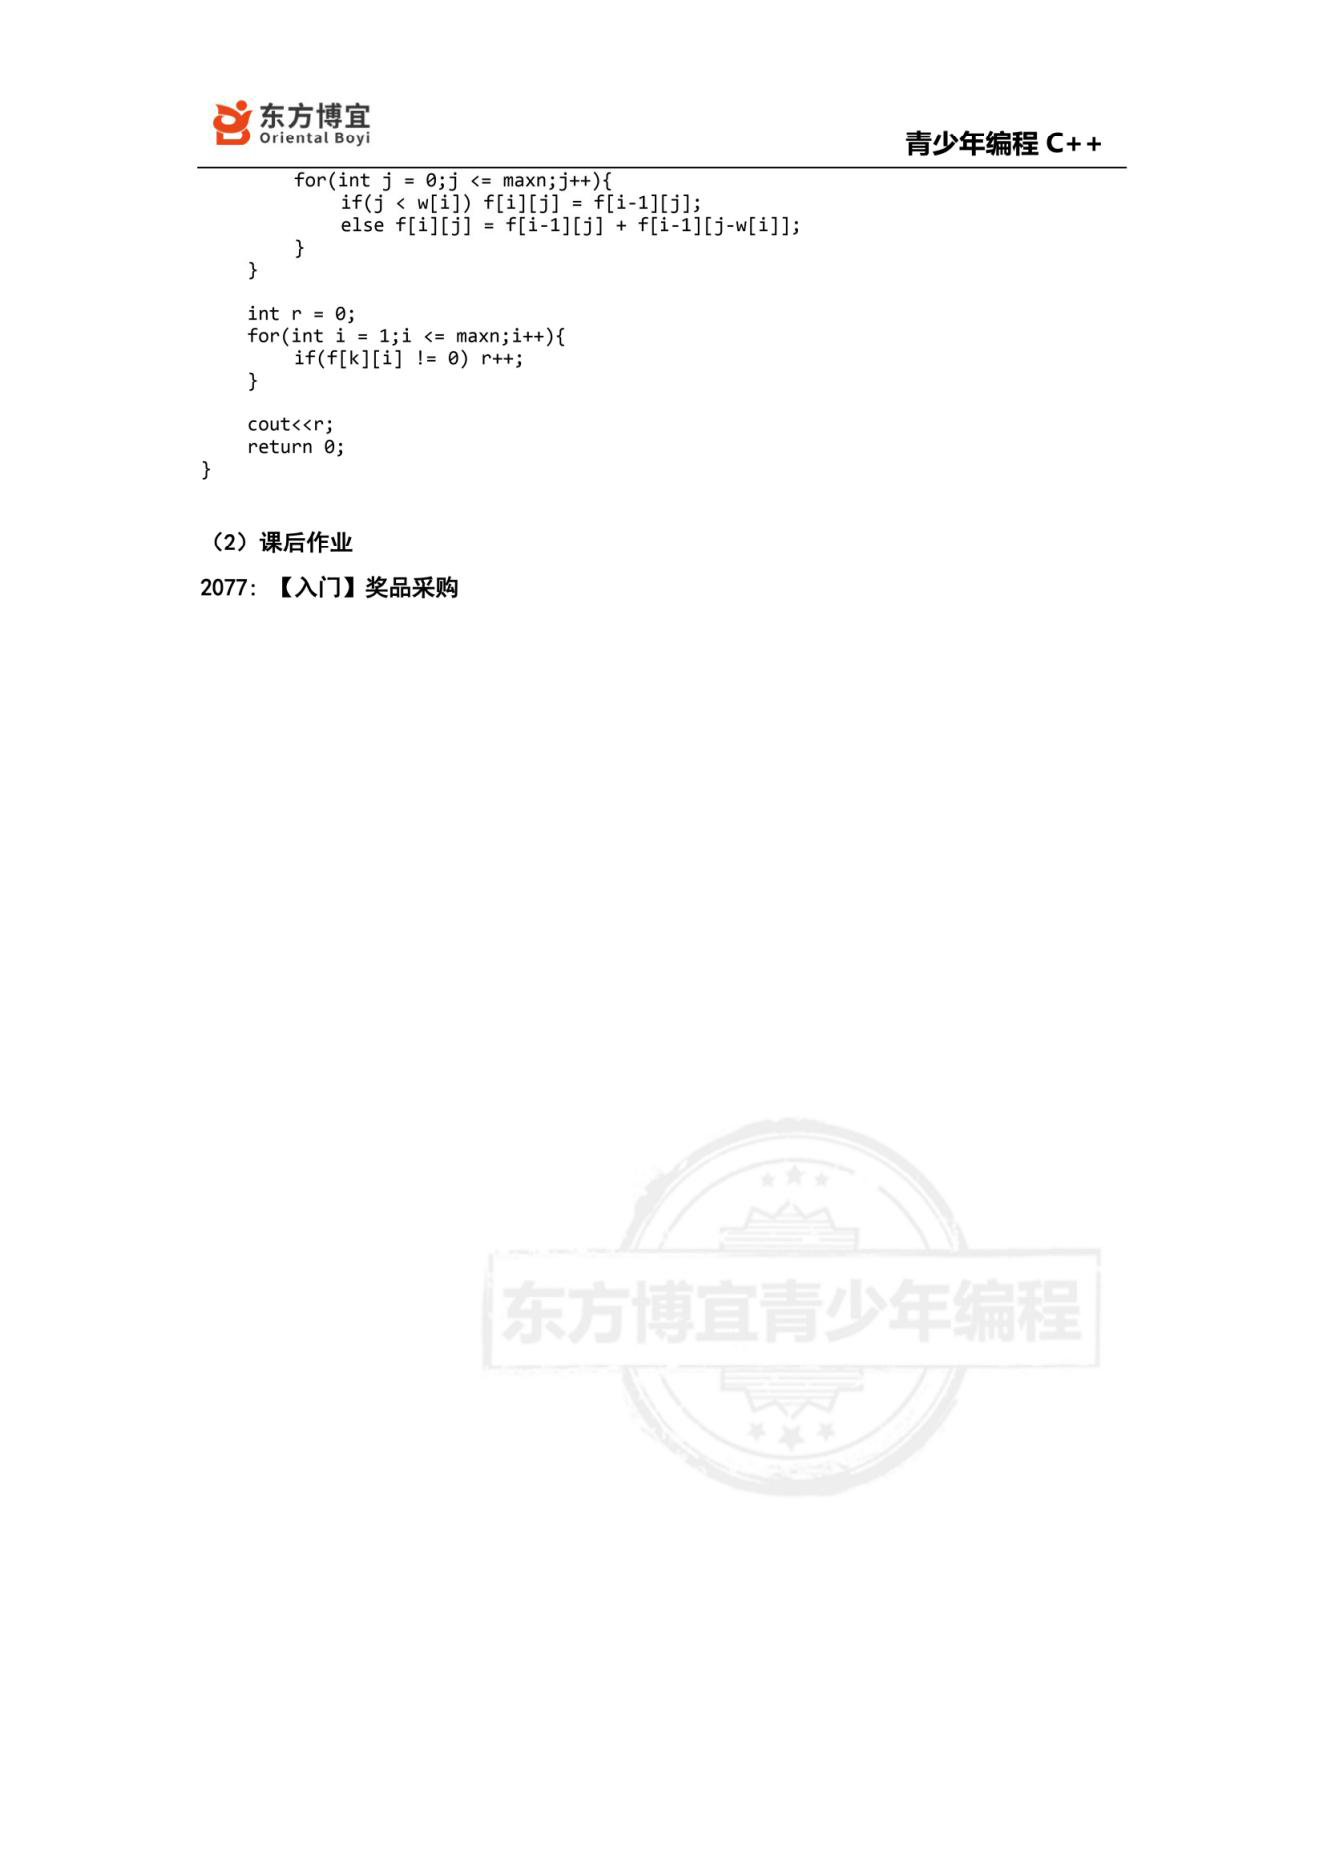 东方博宜
Oriental Boyi
青少年编程 C++
        for(int j = 0;j <= maxn;j++){
            if(j < w[i]) f[i][j] = f[i-1][j];
            else f[i][j] = f[i-1][j] + f[i-1][j-w[i]];
        }
    }

    int r = 0;
    for(int i = 1;i <= maxn;i++){
        if(f[k][i] != 0) r++;
    }

    cout<<r;
    return 0;
}

（2）课后作业
2077: 【入门】奖品采购
东方博宜青少年编程